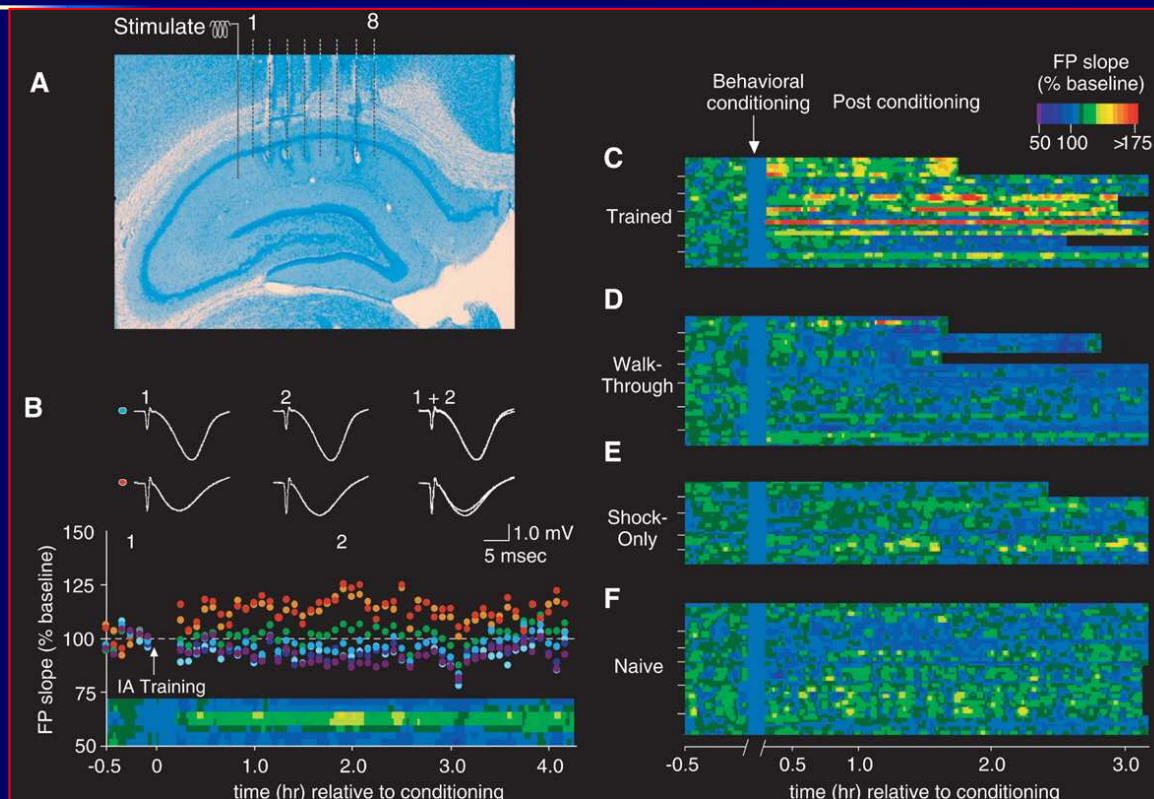 Stimulate 1 8
A
B
1 2 1 + 2
1.0 mV
5 msec
1 2
150
125
100
75
50
FP slope (% baseline)
IA Training
-0.5 0 1.0 2.0 3.0 4.0
time (hr) relative to conditioning
Behavioral
conditioning
Post conditioning
FP slope
(% baseline)
50 100 >175
C
Trained
D
Walk-
Through
E
Shock-
Only
F
Naive
-0.5 0.5 1.0 2.0 3.0
time (hr) relative to conditioning